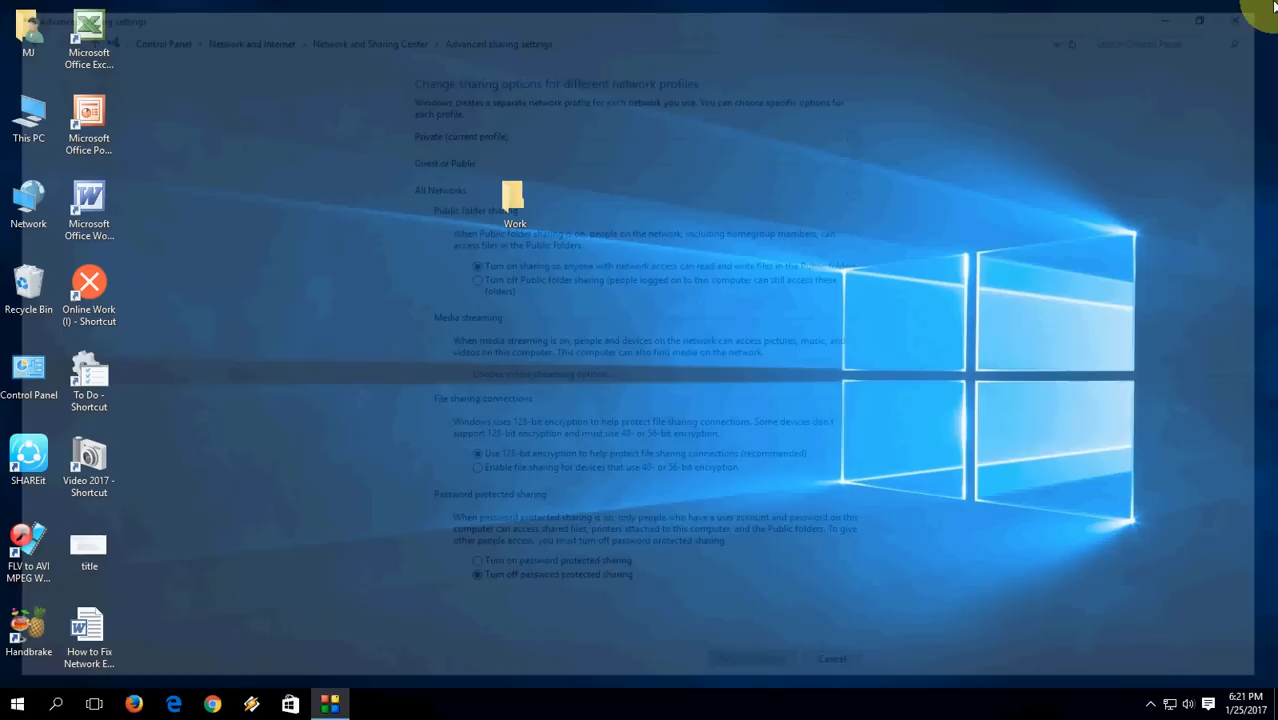 Advanced sharing settings
Control Panel > Network and Internet > Network and Sharing Center > Advanced sharing settings
Search Control Panel
Change sharing options for different network profiles
Windows creates a separate network profile for each network you use. You can choose specific options for
each profile.
Private (current profile)
Guest or Public
All Networks
Public folder sharing
When Public folder sharing is on, people on the network, including homegroup members, can
access files in the Public folders.
Turn on sharing so anyone with network access can read and write files in the Public folders
Turn off Public folder sharing (people logged on to this computer can still access these
folders)
Media streaming
When media streaming is on, people and devices on the network can access pictures, music, and
videos on this computer. This computer can also find media on the network.
Choose media streaming options...
File sharing connections
Windows uses 128-bit encryption to help protect file sharing connections. Some devices don't
support 128-bit encryption and must use 40- or 56-bit encryption.
Use 128-bit encryption to help protect file sharing connections (recommended)
Enable file sharing for devices that use 40- or 56-bit encryption
Password protected sharing
When password protected sharing is on, only people who have a user account and password on this
computer can access shared files, printers attached to this computer, and the Public folders. To give
other people access, you must turn off password protected sharing.
Turn on password protected sharing
Turn off password protected sharing
Cancel
MJ
Microsoft
Office Exc...
This PC
Microsoft
Office Po...
Network
Microsoft
Office Wo...
Recycle Bin
Online Work
(I) - Shortcut
Control Panel
To Do -
Shortcut
SHAREit
Video 2017 -
Shortcut
FLV to AVI
MPEG W...
title
Handbrake
How to Fix
Network E...
Work
6:21 PM
1/25/2017